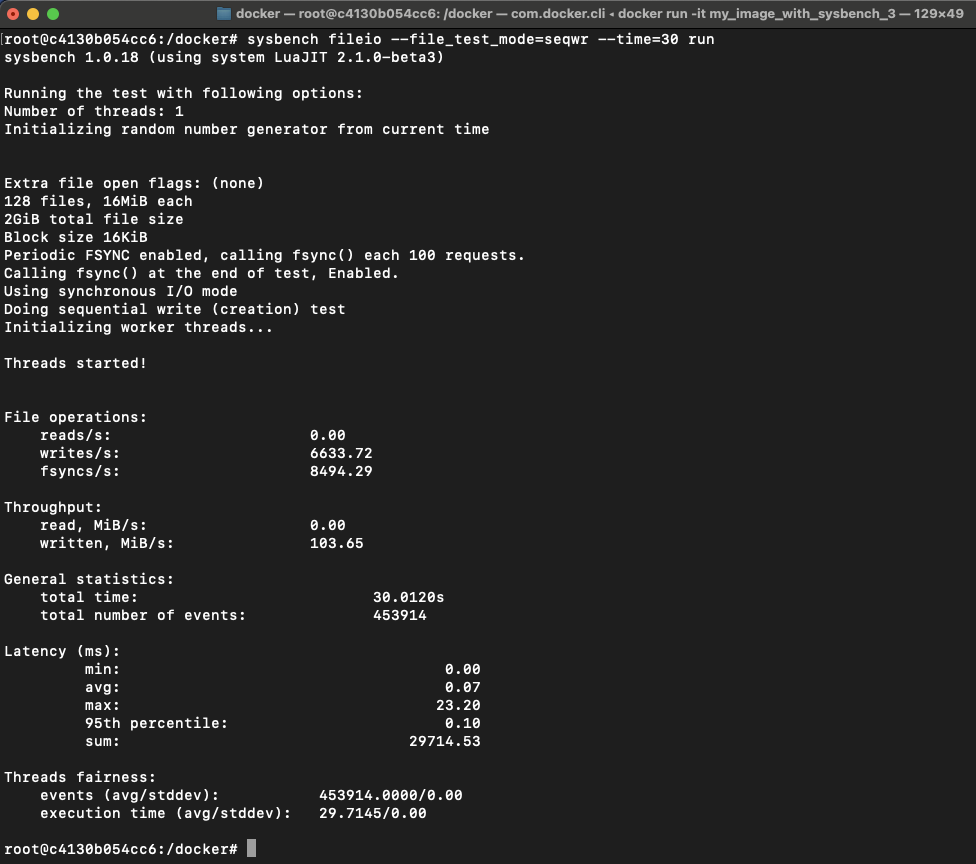 docker — root@c4130b054cc6: /docker — com.docker.cli ◂ docker run -it my_image_with_sysbench_3 — 129×49
[root@c4130b054cc6:/docker# sysbench fileio --file_test_mode=seqwr --time=30 run
sysbench 1.0.18 (using system LuaJIT 2.1.0-beta3)
Running the test with following options:
Number of threads: 1
Initializing random number generator from current time
Extra file open flags: (none)
128 files, 16MiB each
2GiB total file size
Block size 16KiB
Periodic FSYNC enabled, calling fsync() each 100 requests.
Calling fsync() at the end of test, Enabled.
Using synchronous I/O mode
Doing sequential write (creation) test
Initializing worker threads...
Threads started!
File operations:
reads/s: 0.00
writes/s: 6633.72
fsyncs/s: 8494.29
Throughput:
read, MiB/s: 0.00
written, MiB/s: 103.65
General statistics:
total time: 30.0120s
total number of events: 453914
Latency (ms):
min: 0.00
avg: 0.07
max: 23.20
95th percentile: 0.10
sum: 29714.53
Threads fairness:
events (avg/stddev): 453914.0000/0.00
execution time (avg/stddev): 29.7145/0.00
root@c4130b054cc6:/docker#